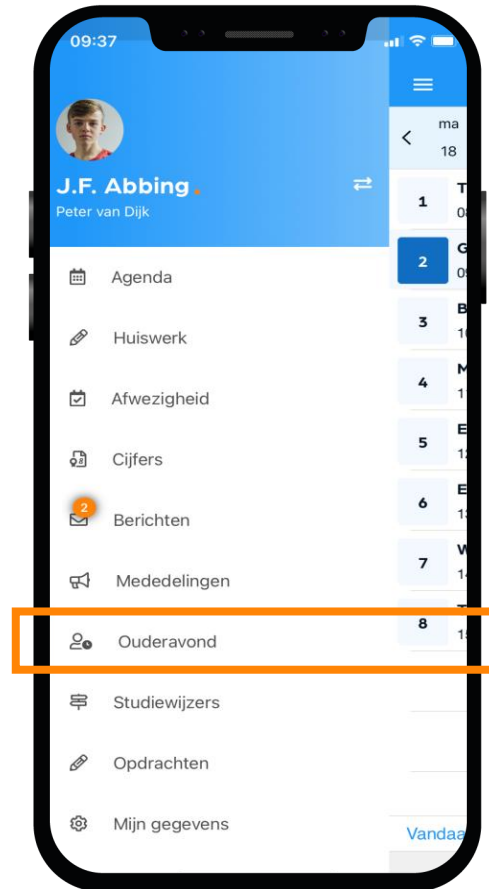 09:37
J.F. Abbing.
Peter van Dijk
Agenda
Huiswerk
Afwezigheid
Cijfers
2
Berichten
Mededelingen
Ouderavond
Studiewijzers
Opdrachten
Mijn gegevens
ma
18
1
2
3
4
5
6
7
8